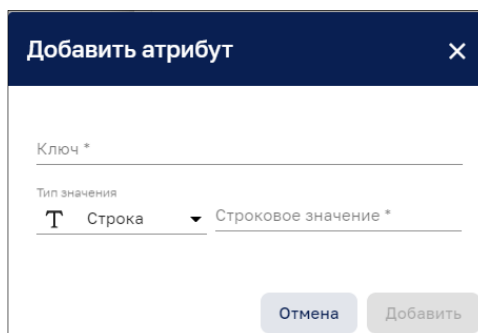 Добавить атрибут
Ключ *
Тип значения
T Строка Строковое значение *
Отмена Добавить